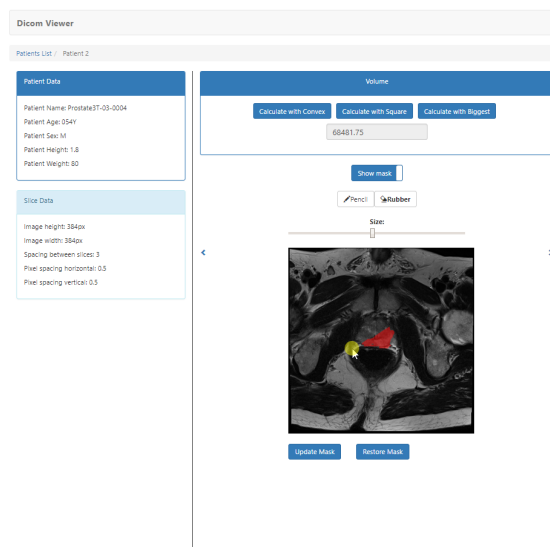 Dicom Viewer
Patients List / Patient 2
Patient Data
Patient Name: Prostate3T-03-0004
Patient Age: 054Y
Patient Sex: M
Patient Height: 1.8
Patient Weight: 80
Slice Data
Image height: 384px
Image width: 384px
Spacing between slices: 3
Pixel spacing horizontal: 0.5
Pixel spacing vertical: 0.5
Volume
Calculate with Convex Calculate with Square Calculate with Biggest
68481.75
Show mask
Pencil Rubber
Size:
Update Mask Restore Mask